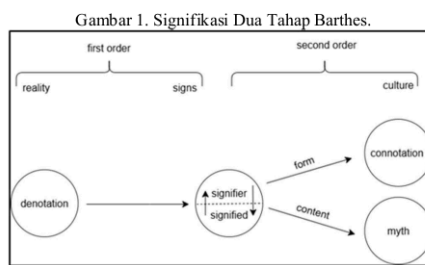 Gambar 1. Signifikasi Dua Tahap Barthes.
first order
second order
reality
signs
culture
form
connotation
denotation
signifier
signified
content
myth